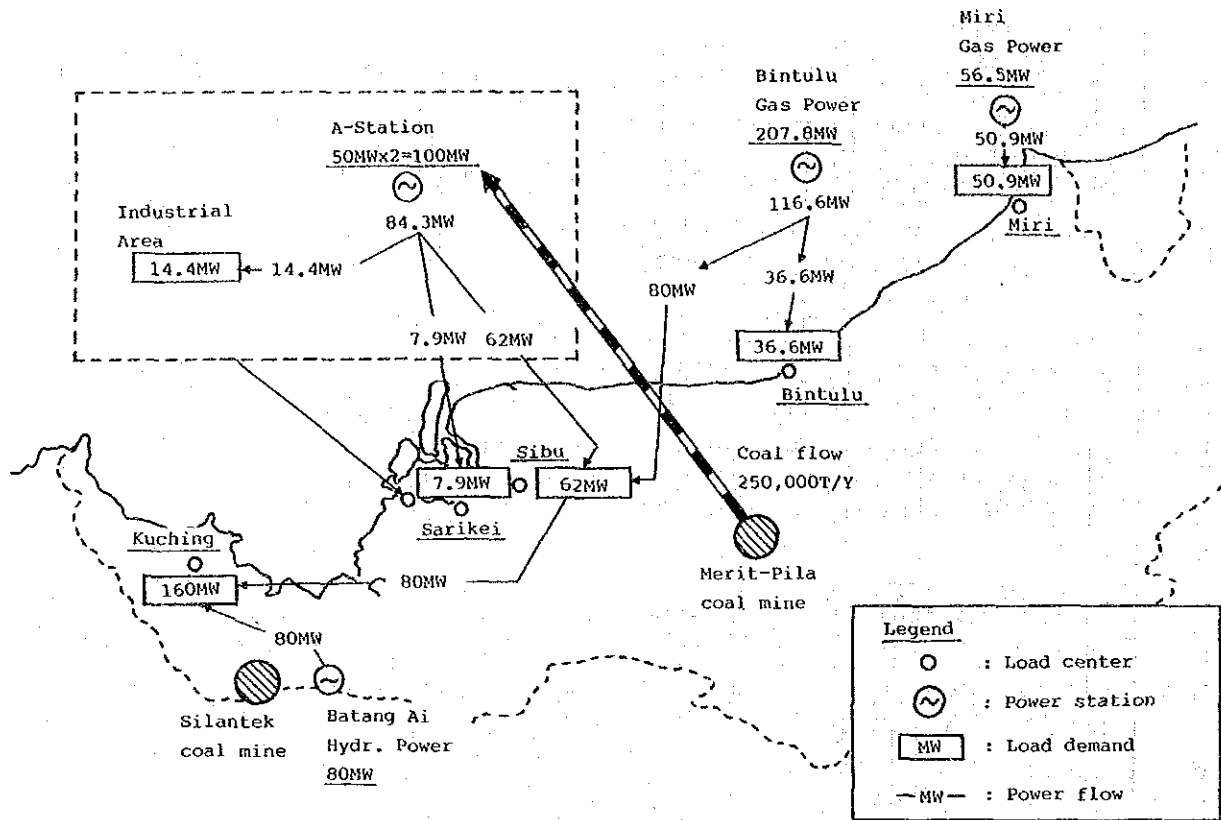 Miri
Gas Power
56.5MW
50.9MW
50.9MW
Miri
Bintulu
Gas Power
207.8MW
116.6MW
80MW
36.6MW
36.6MW
Bintulu
A-Station
50MWx2=100MW
84.3MW
Industrial
Area
14.4MW
14.4MW
7.9MW
62MW
Sibu
7.9MW
62MW
Sarikei
Coal flow
250,000T/Y
Merit-Pila
coal mine
Kuching
160MW
80MW
80MW
Silantek
coal mine
Batang Ai
Hydr. Power
80MW
Legend
: Load center
: Power station
MW : Load demand
MW : Power flow